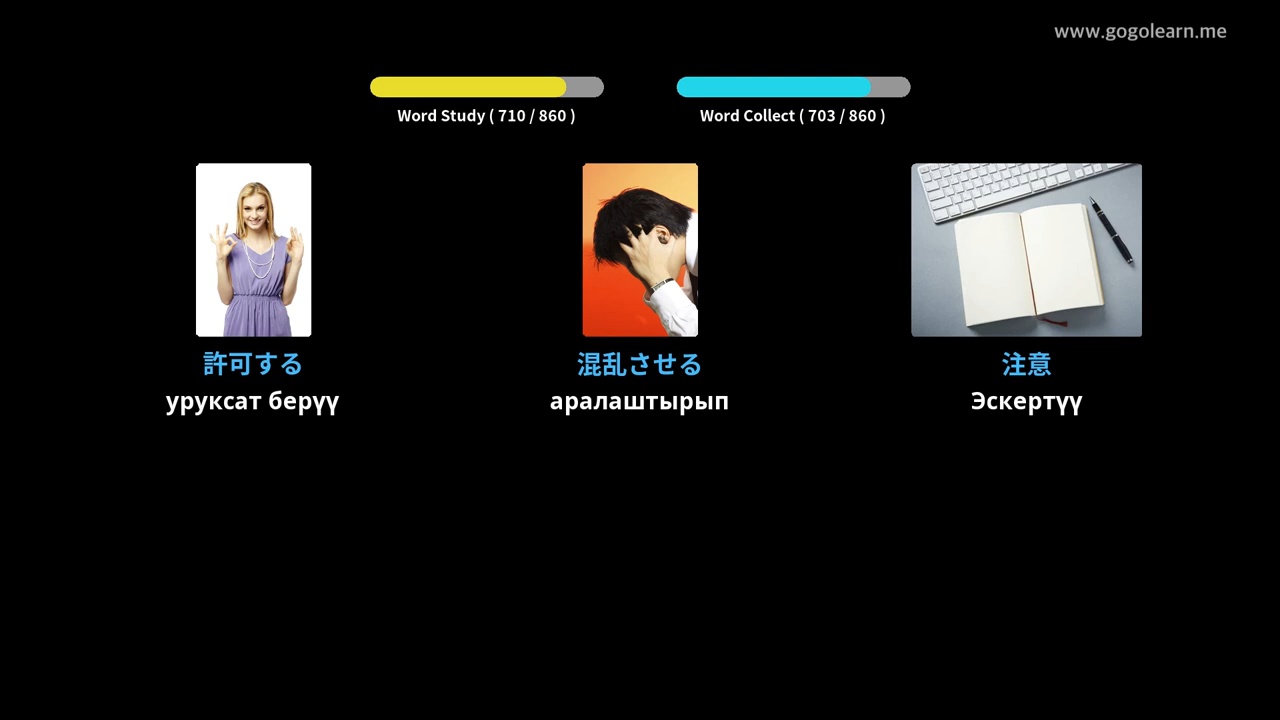 www.gogolearn.me
Word Study ( 710 / 860 )
Word Collect ( 703 / 860 )
許可する
混乱させる
注意
уруксат берүү
аралаштырып
Эскертүү